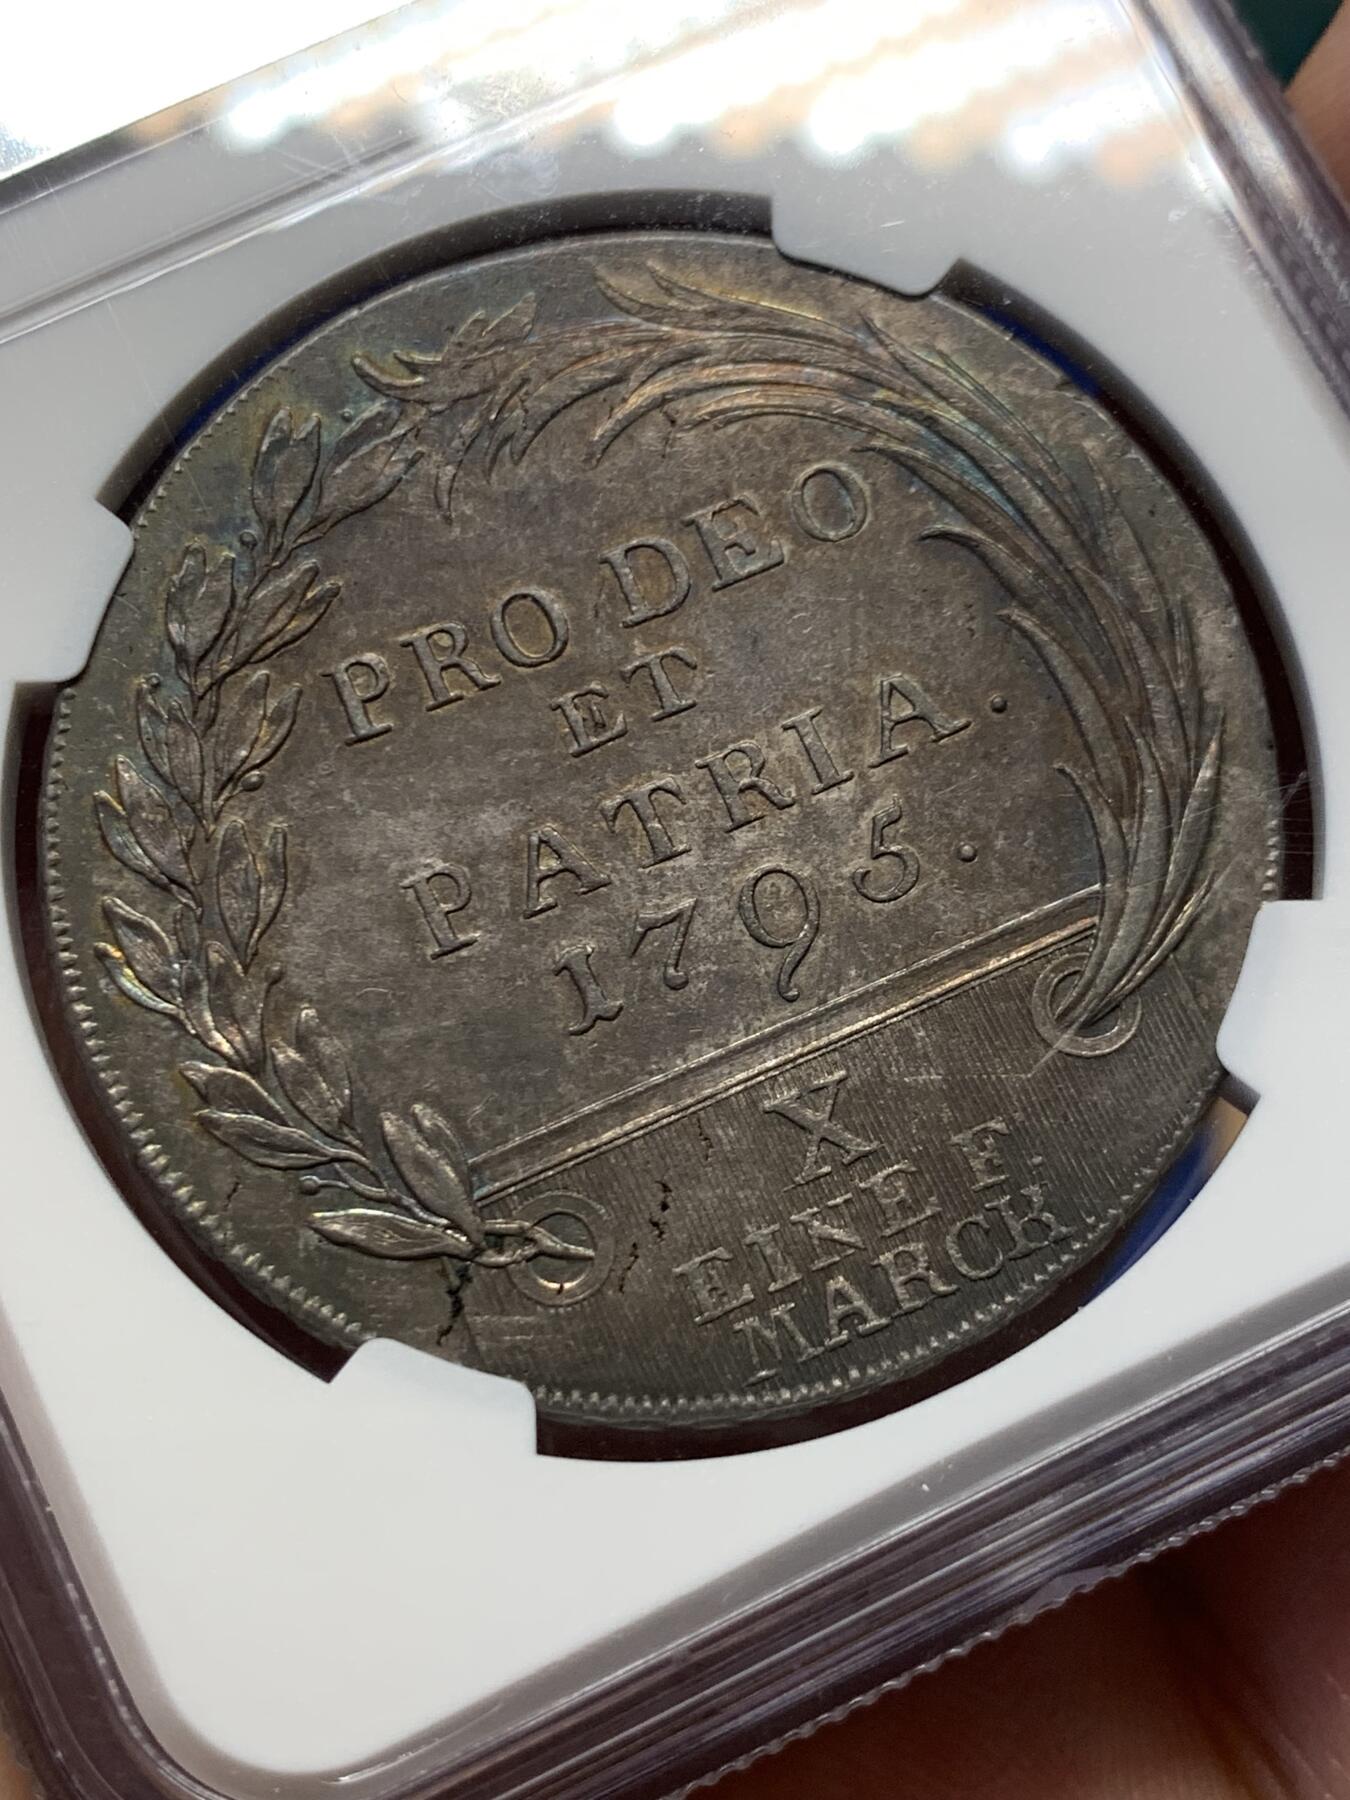 PRO DEO
ET
PATRIA.
1795.
X
EINE F.
MARCK